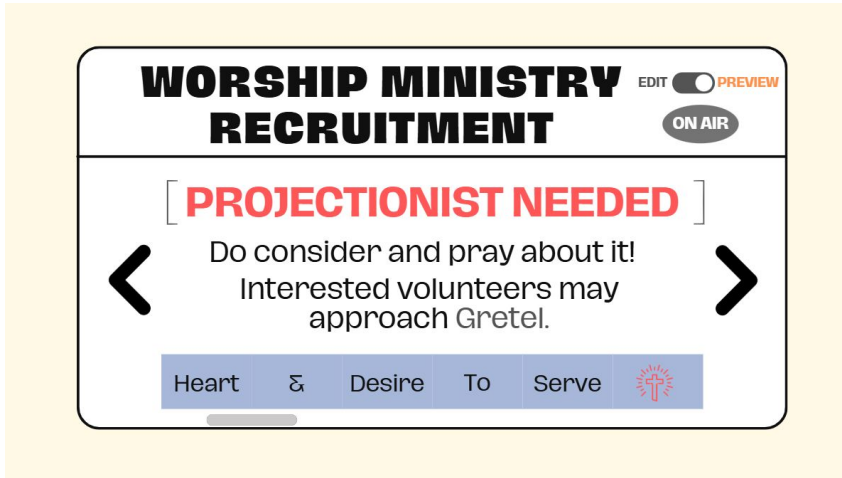 WORSHIP MINISTRY
RECRUITMENT
EDIT PREVIEW
ON AIR
[PROJECTIONIST NEEDED]
Do consider and pray about it!
Interested volunteers may
approach Gretel.
Heart & Desire To Serve